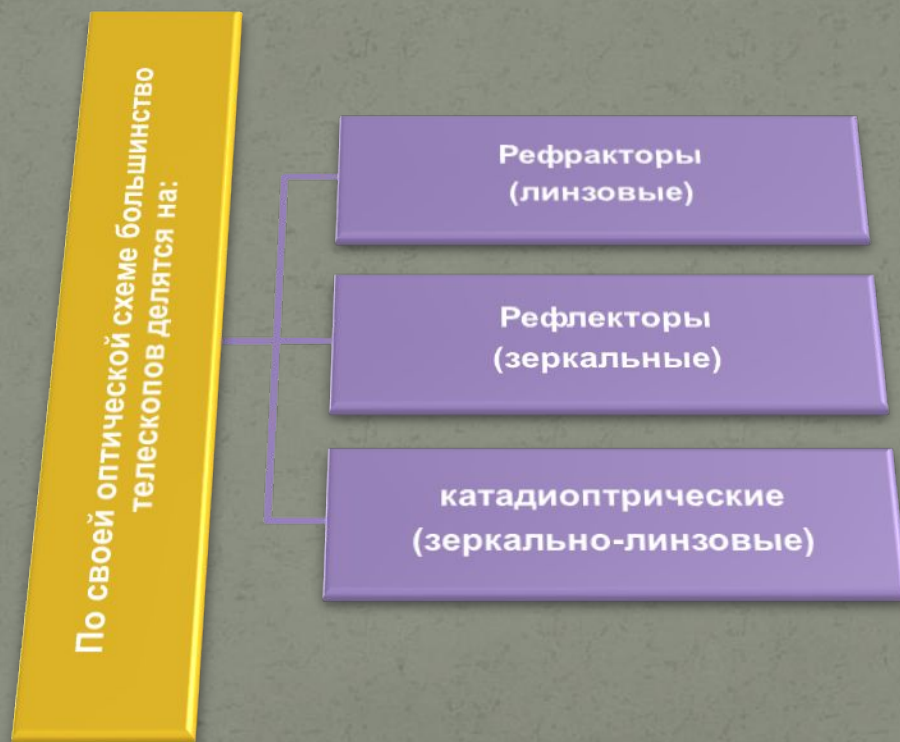 По своей оптической схеме большинство
телескопов делятся на:
Рефракторы
(линзовые)
Рефлекторы
(зеркальные)
катадиоптрические
(зеркально-линзовые)